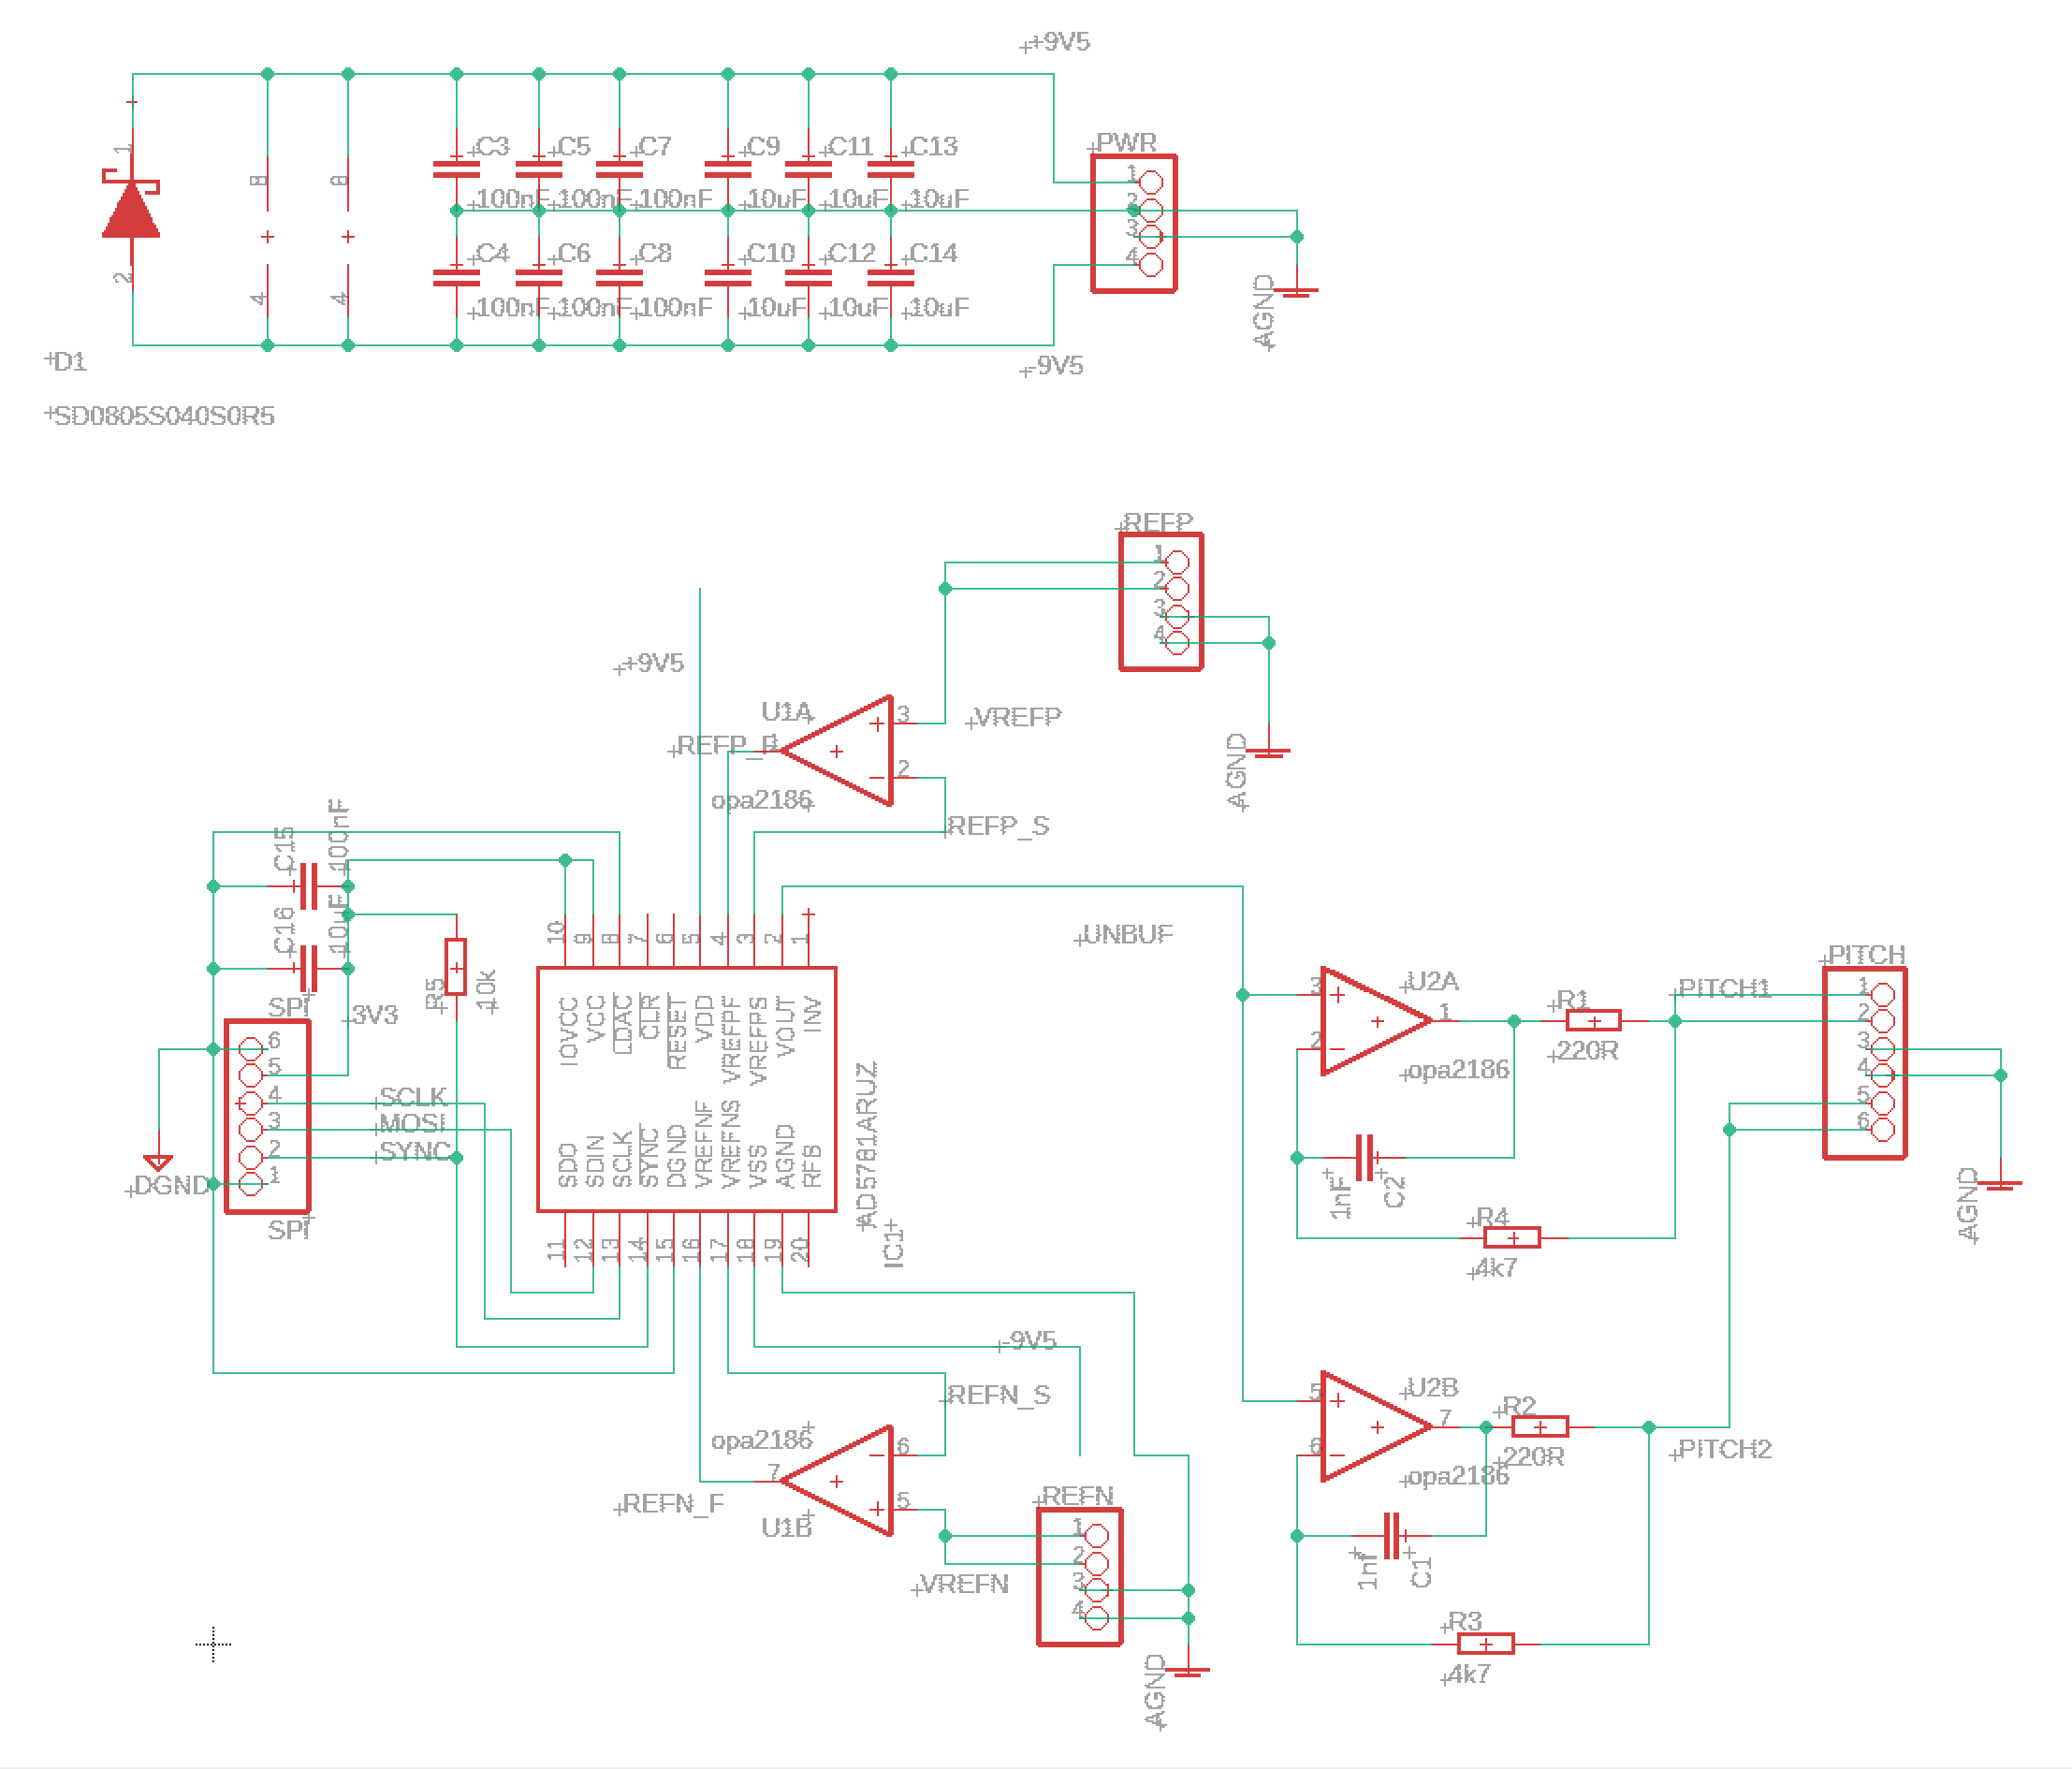 +9V5
1
8
8
C3
C5
C7
C9
C11
C13
PWR
1
2
3
4
100nF
100nF
100nF
10uF
10uF
10uF
C4
C6
C8
C10
C12
C14
2
4
4
100nF
100nF
100nF
10uF
10uF
10uF
AGND
D1
-9V5
SD0805S040S0R5
REFP
1
2
3
4
+9V5
U1A
3
VREFP
REFP_F
1
2
opa2186
REFP_S
AGND
C15
100nF
C16
10uF
R5
10k
10
9
8
7
6
5
4
3
2
1
UNBUF
IOVCC
VCC
LDAC
CLR
RESET
VDD
VREFPF
VREFPS
VOUT
INV
SPI
3V3
6
5
4
3
2
1
SCLK
MOSI
SYNC
DGND
SPI
SDO
SDIN
SCLK
SYNC
DGND
VREFNF
VREFNS
VSS
AGND
RFB
AD5781ARUZ
IC1
11
12
13
14
15
16
17
18
19
20
3
U2A
1
2
opa2186
R1
220R
PITCH1
PITCH
1
2
3
4
5
6
1nF
C2
R4
4k7
AGND
-9V5
REFN_S
opa2186
6
7
5
REFN_F
U1B
REFN
1
2
3
4
VREFN
AGND
5
U2B
7
6
opa2186
R2
220R
PITCH2
1nf
C1
R3
4k7